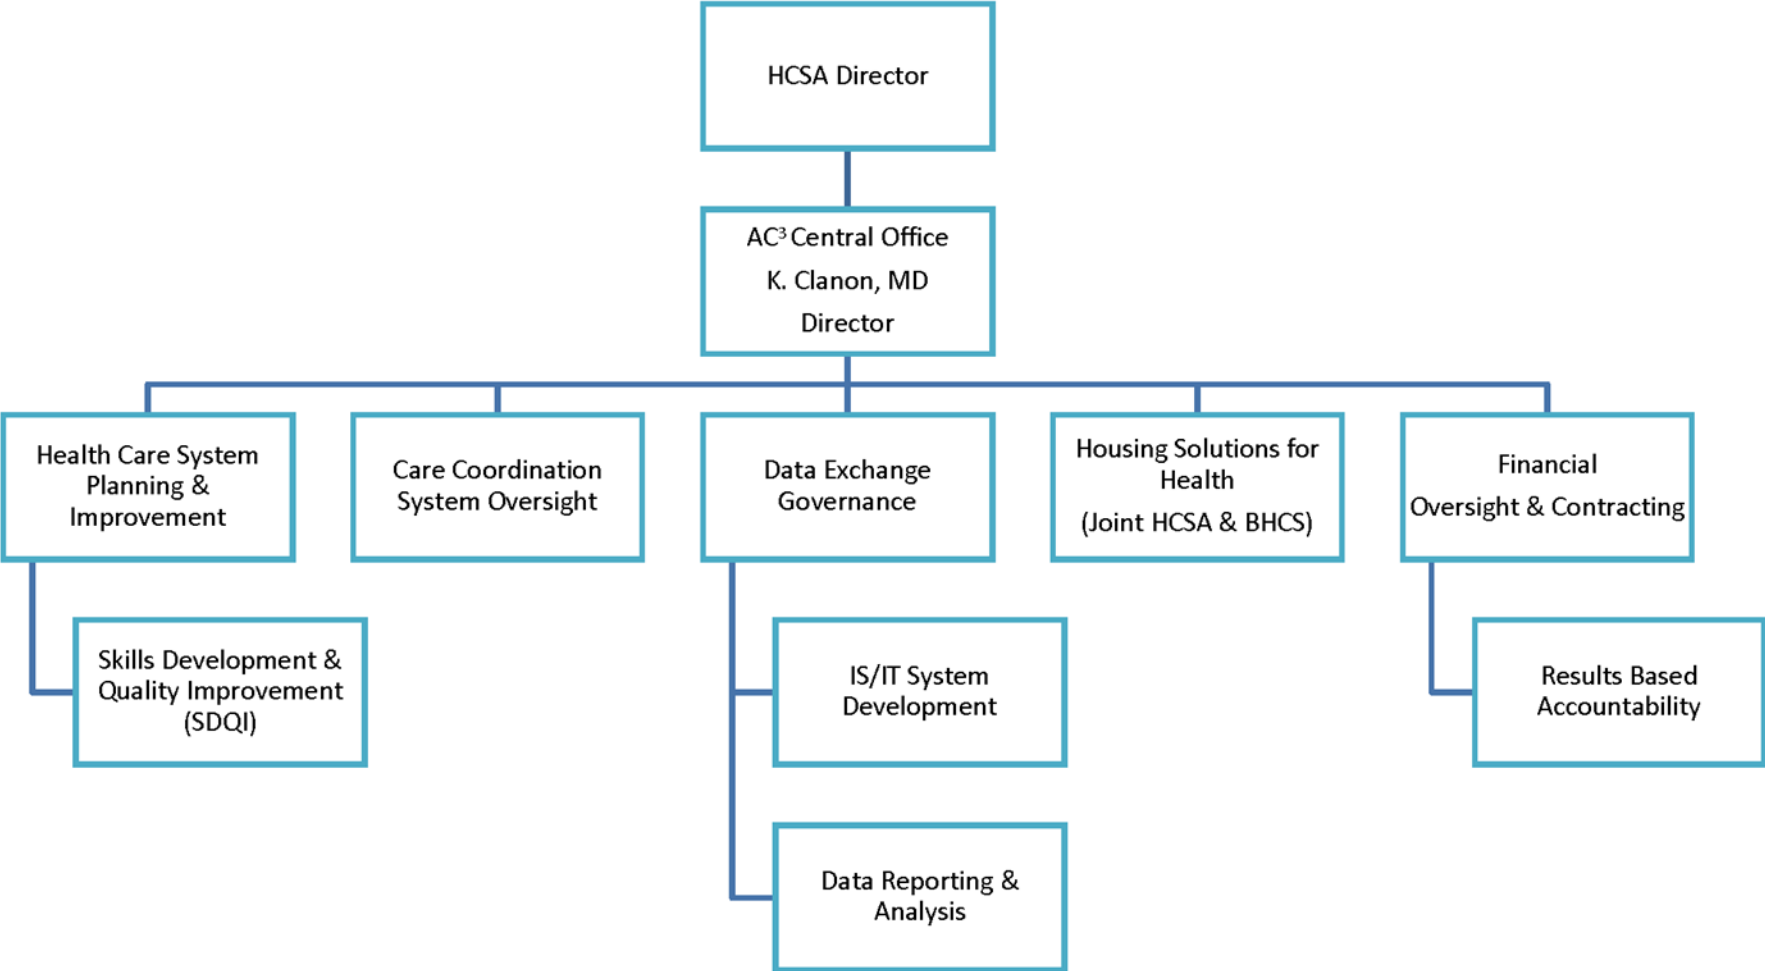 HCSA Director
AC³ Central Office
K. Clanon, MD
Director
Health Care System
Planning &
Improvement
Care Coordination
System Oversight
Data Exchange
Governance
Housing Solutions for
Health
(Joint HCSA & BHCS)
Financial
Oversight & Contracting
Skills Development &
Quality Improvement
(SDQI)
IS/IT System
Development
Results Based
Accountability
Data Reporting &
Analysis